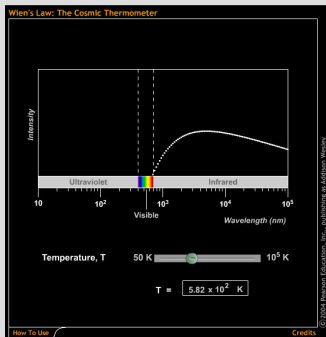 Wien's Law: The Cosmic Thermometer
Intensity
Ultraviolet
Infrared
10 10² 10³ 10⁴ 10⁵
Visible
Wavelength (nm)
Temperature, T 50 K 10⁵ K
T = 5.82 x 10² K
© 2004 Pearson Education, Inc., publishing as Addison Wesley
How To Use
Credits